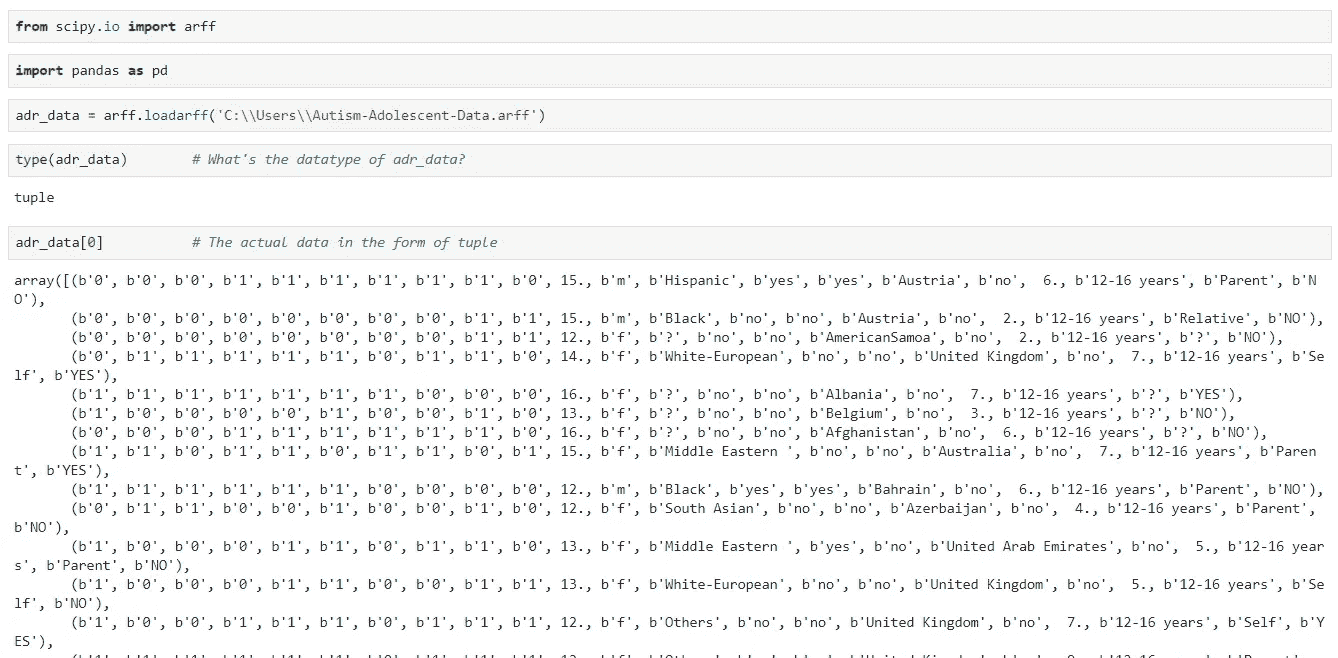 from scipy.io import arff
import pandas as pd
adr_data = arff.loadarff('C:\\Users\\Autism-Adolescent-Data.arff')
type(adr_data)        # What's the datatype of adr_data?
tuple
adr_data[0]           # The actual data in the form of tuple
array([(b'0', b'0', b'0', b'1', b'1', b'1', b'1', b'1', b'1', b'0', 15., b'm', b'Hispanic', b'yes', b'yes', b'Austria', b'no',  6., b'12-16 years', b'Parent', b'N
O'),
       (b'0', b'0', b'0', b'0', b'0', b'0', b'0', b'0', b'1', b'1', 15., b'm', b'Black', b'no', b'no', b'Austria', b'no',  2., b'12-16 years', b'Relative', b'NO'),
       (b'0', b'0', b'0', b'0', b'0', b'0', b'0', b'0', b'1', b'1', 12., b'f', b'?', b'no', b'no', b'AmericanSamoa', b'no',  2., b'12-16 years', b'?', b'NO'),
       (b'0', b'1', b'1', b'1', b'1', b'1', b'0', b'1', b'1', b'0', 14., b'f', b'White-European', b'no', b'no', b'United Kingdom', b'no',  7., b'12-16 years', b'Se
lf', b'YES'),
       (b'1', b'1', b'1', b'1', b'1', b'1', b'1', b'0', b'0', b'0', 16., b'f', b'?', b'no', b'no', b'Albania', b'no',  7., b'12-16 years', b'?', b'YES'),
       (b'1', b'0', b'0', b'0', b'0', b'1', b'0', b'0', b'1', b'0', 13., b'f', b'?', b'no', b'no', b'Belgium', b'no',  3., b'12-16 years', b'?', b'NO'),
       (b'0', b'0', b'0', b'1', b'1', b'1', b'1', b'1', b'1', b'0', 16., b'f', b'?', b'no', b'no', b'Afghanistan', b'no',  6., b'12-16 years', b'?', b'NO'),
       (b'1', b'1', b'0', b'1', b'1', b'0', b'1', b'1', b'0', b'1', 15., b'f', b'Middle Eastern ', b'no', b'no', b'Australia', b'no',  7., b'12-16 years', b'Paren
t', b'YES'),
       (b'1', b'1', b'1', b'1', b'1', b'1', b'0', b'0', b'0', b'0', 12., b'm', b'Black', b'yes', b'yes', b'Bahrain', b'no',  6., b'12-16 years', b'Parent', b'NO'),
       (b'0', b'1', b'1', b'0', b'0', b'1', b'0', b'0', b'1', b'0', 12., b'f', b'South Asian', b'no', b'no', b'Azerbaijan', b'no',  4., b'12-16 years', b'Parent',
b'NO'),
       (b'1', b'0', b'0', b'0', b'1', b'1', b'0', b'1', b'1', b'0', 13., b'f', b'Middle Eastern ', b'yes', b'no', b'United Arab Emirates', b'no',  5., b'12-16 year
s', b'Parent', b'NO'),
       (b'1', b'0', b'0', b'0', b'1', b'1', b'0', b'0', b'1', b'1', 13., b'f', b'White-European', b'no', b'no', b'United Kingdom', b'no',  5., b'12-16 years', b'Se
lf', b'NO'),
       (b'1', b'0', b'0', b'1', b'1', b'1', b'0', b'1', b'1', b'1', 12., b'f', b'Others', b'no', b'no', b'United Kingdom', b'no',  7., b'12-16 years', b'Self', b'Y
ES'),